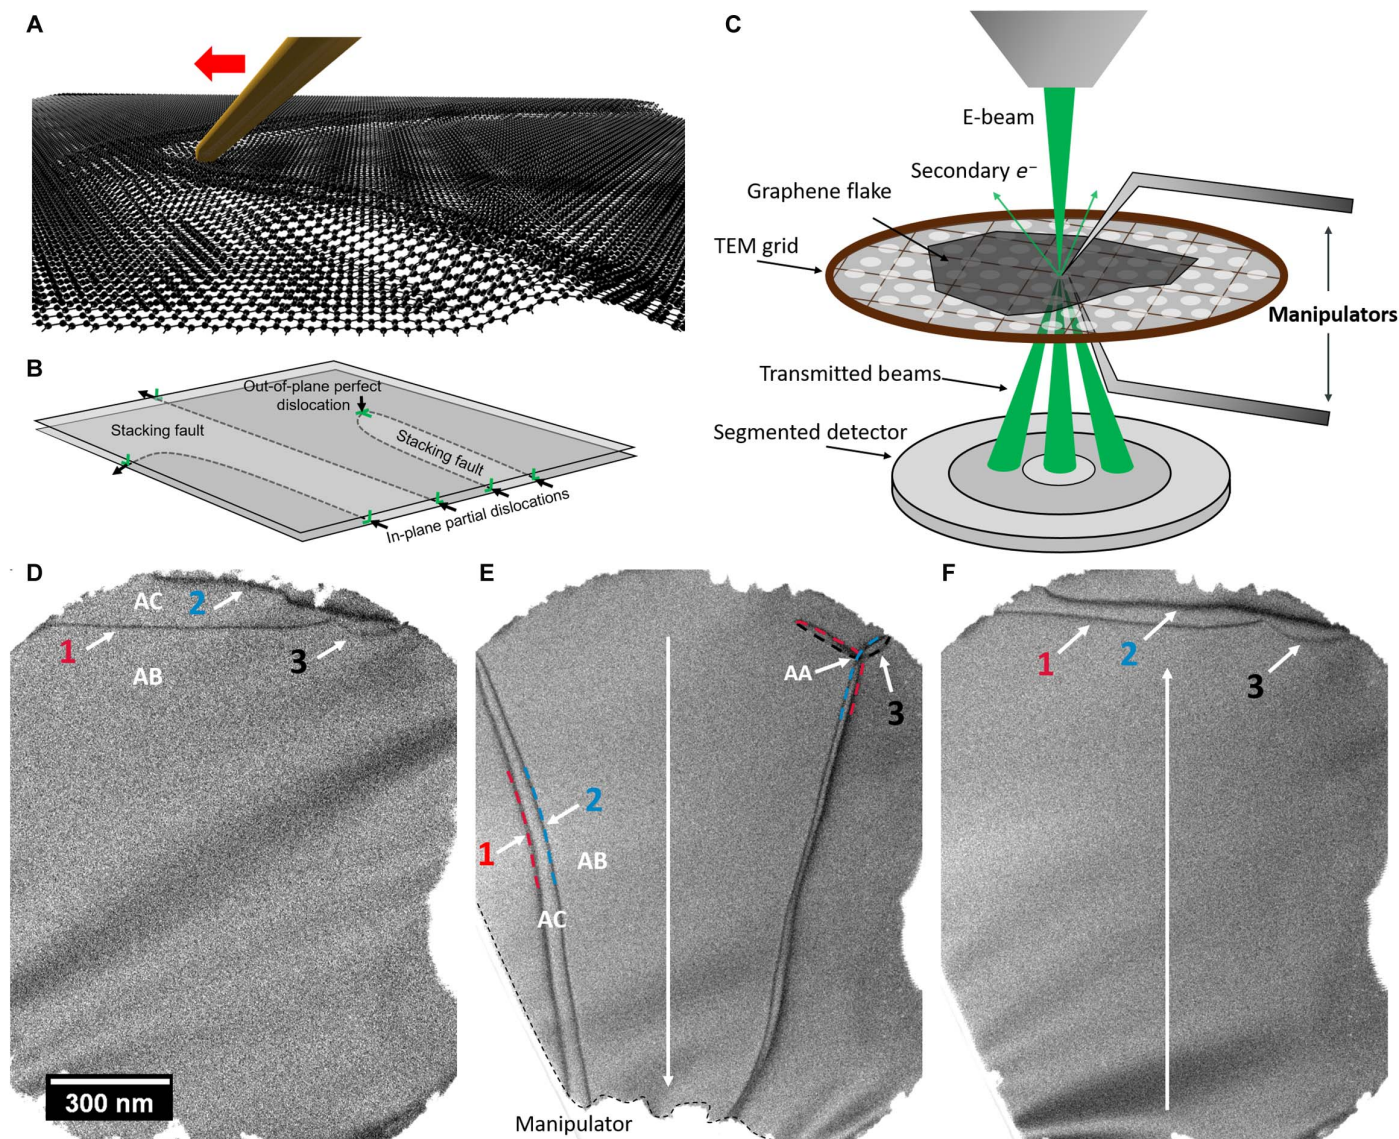 A
B
Out-of-plane perfect
dislocation
Stacking fault
Stacking fault
In-plane partial dislocations
C
E-beam
Secondary e⁻
Graphene flake
TEM grid
Manipulators
Transmitted beams
Segmented detector
D
AC
2
1
3
AB
300 nm
E
AA
3
2
1
AB
AC
Manipulator
F
1
2
3